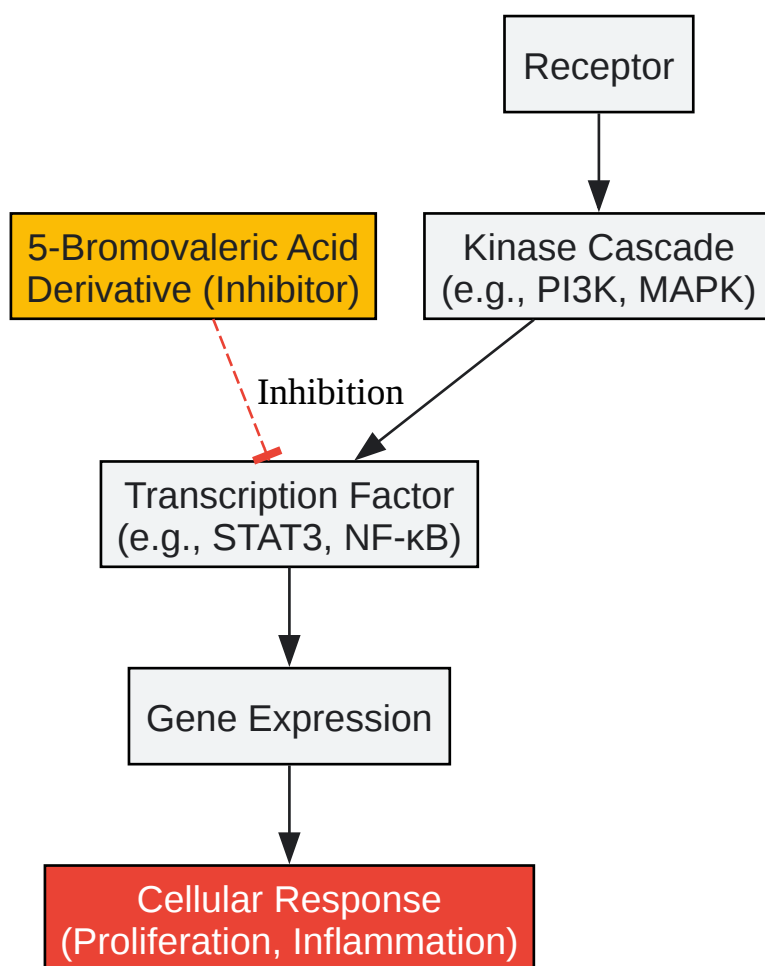 Receptor
5-Bromovaleric Acid
Derivative (Inhibitor)
Kinase Cascade
(e.g., PI3K, MAPK)
Inhibition
Transcription Factor
(e.g., STAT3, NF-κB)
Gene Expression
Cellular Response
(Proliferation, Inflammation)